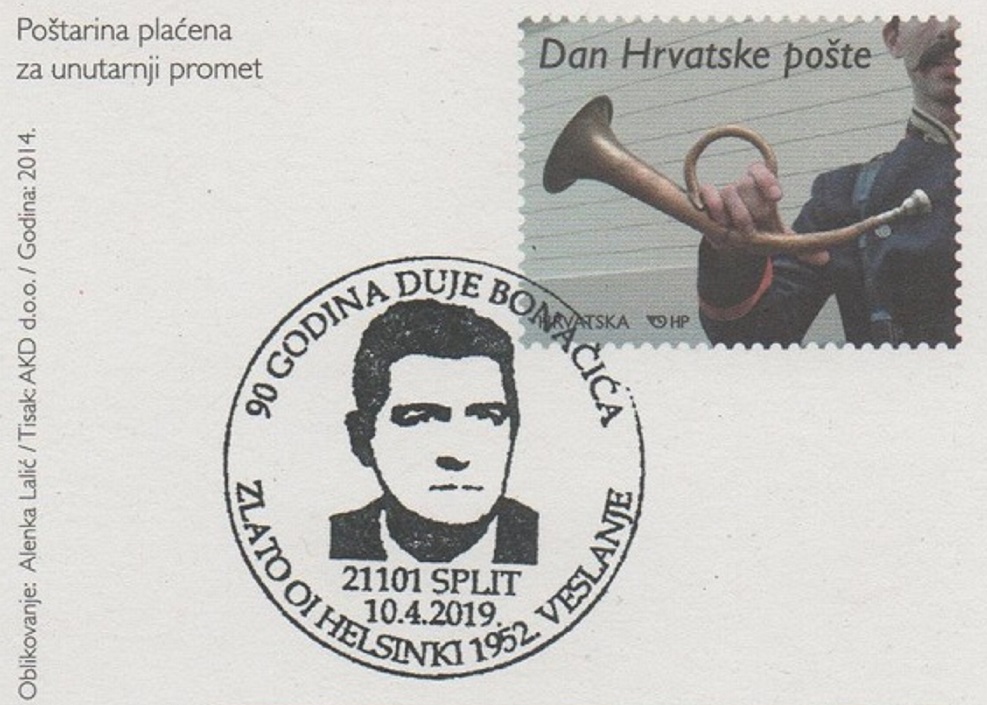 Poštarina plaćena
za unutarnji promet
Dan Hrvatske pošte
HRVATSKA HP
Oblikovanje: Alenka Lalić / Tisak: AKD d.o.o. / Godina: 2014.
90 GODINA DUJE BONAČIĆA
21101 SPLIT
10.4.2019.
ZLATO OI HELSINKI 1952. VESLANJE